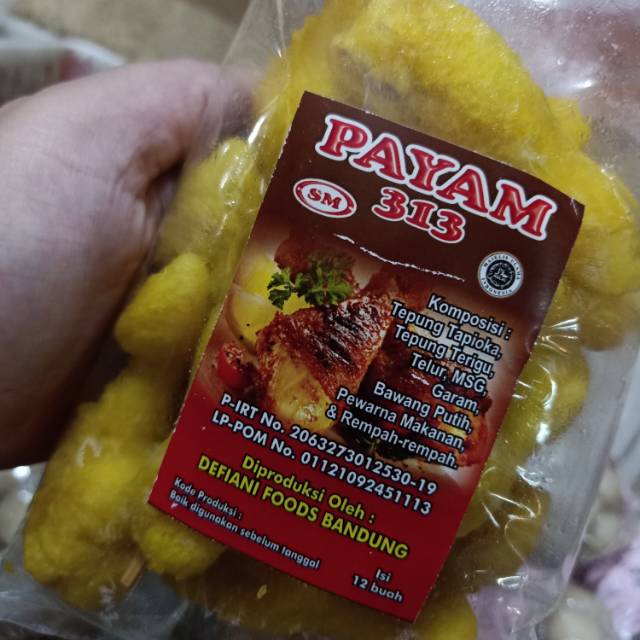 PAYAM
313
SM
Komposisi :
Tepung Tapioka,
Tepung Terigu,
Telur, MSG,
Garam,
Bawang Putih,
Pewarna Makanan,
& Rempah-rempah.
P-IRT No. 2063273012530-19
LP-POM No. 01121092451113
Diproduksi Oleh :
DEFIANI FOODS BANDUNG
Kode Produksi :
Baik digunakan sebelum tanggal
Isi
12 buah